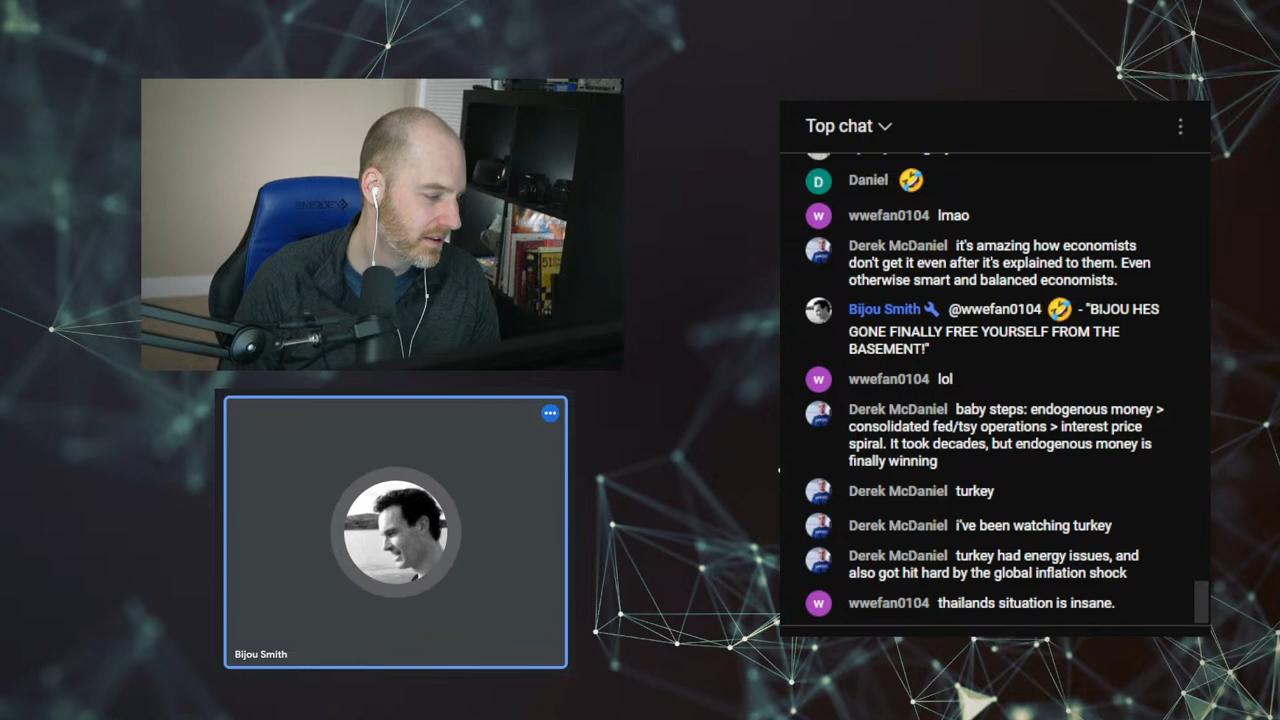 Top chat
D
Daniel 🤣
w
wwefan0104 lmao
Derek McDaniel it's amazing how economists
don't get it even after it's explained to them. Even
otherwise smart and balanced economists.
Bijou Smith @wwefan0104 🤣 - "BIJOU HES
GONE FINALLY FREE YOURSELF FROM THE
BASEMENT!"
w
wwefan0104 lol
Derek McDaniel baby steps: endogenous money >
consolidated fed/tsy operations > interest price
spiral. It took decades, but endogenous money is
finally winning
Derek McDaniel turkey
Derek McDaniel i've been watching turkey
Derek McDaniel turkey had energy issues, and
also got hit hard by the global inflation shock
w
wwefan0104 thailands situation is insane.
Bijou Smith